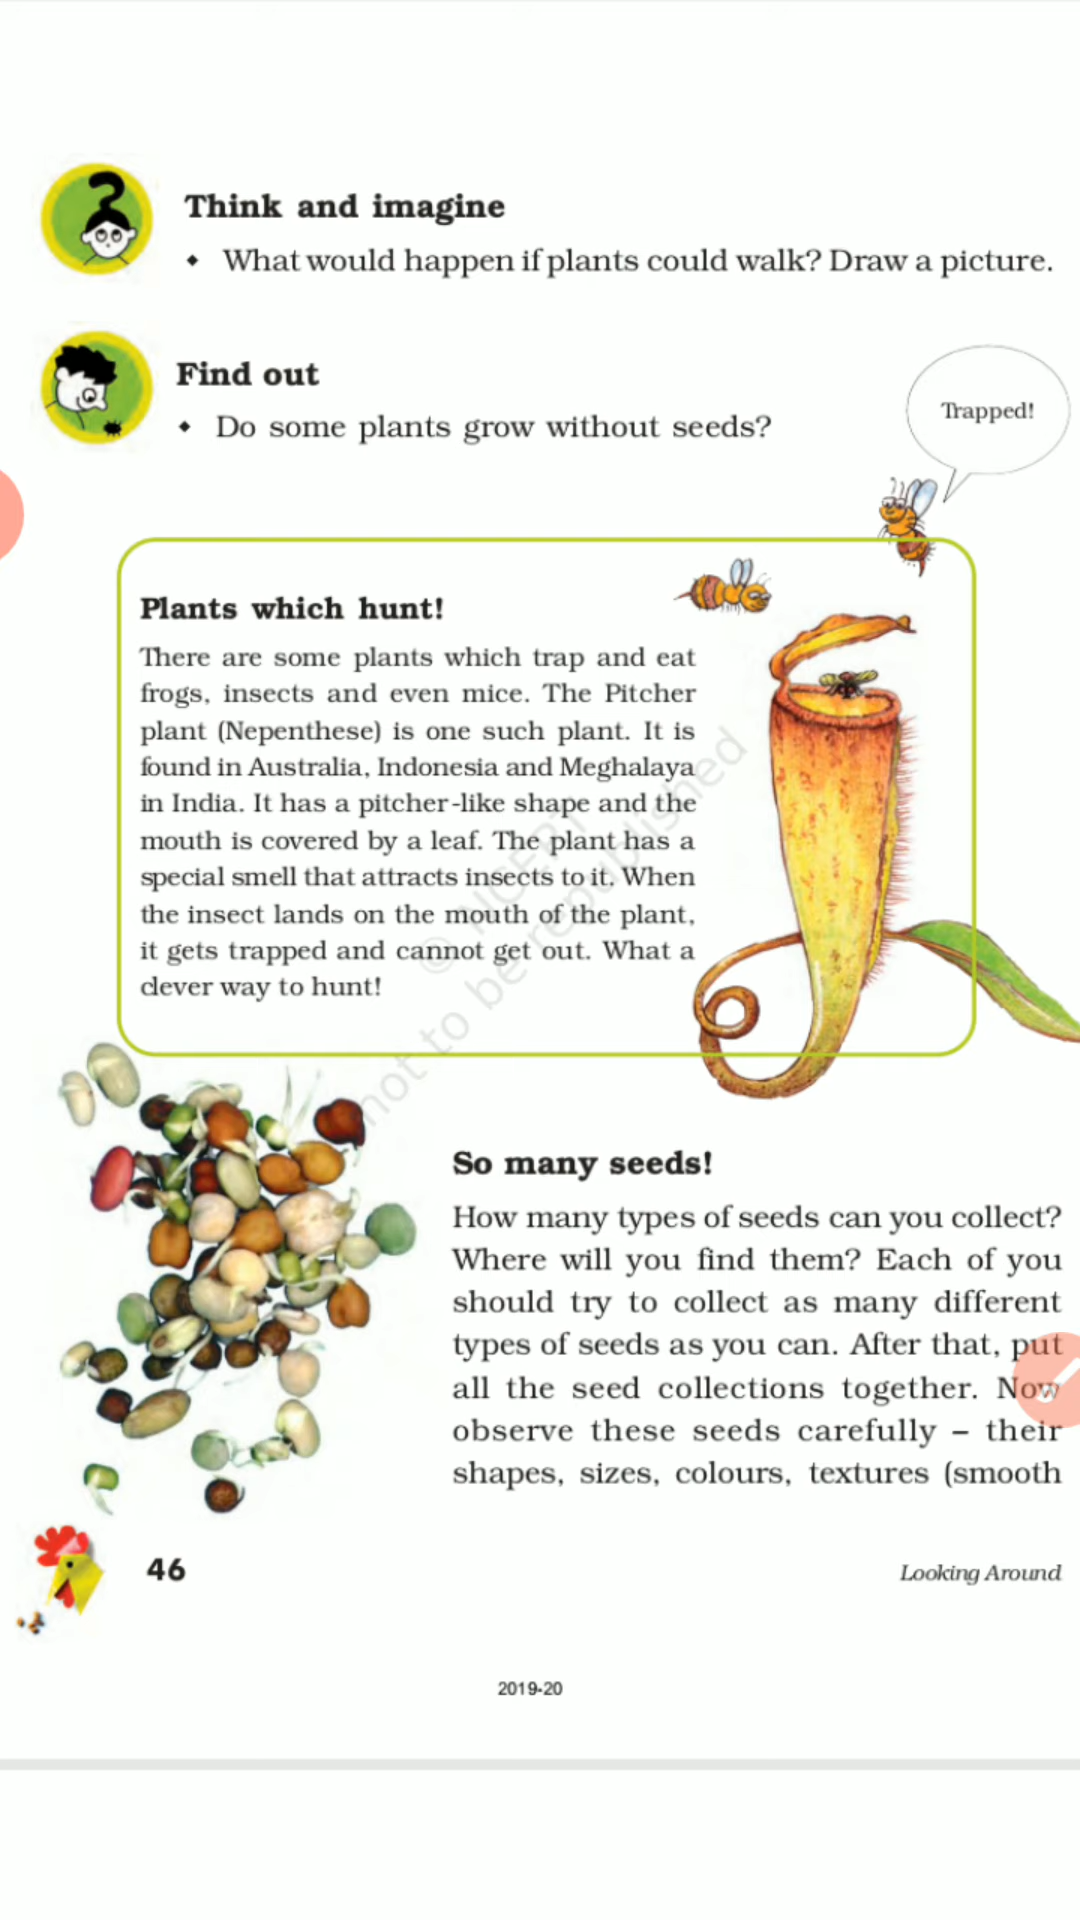 Think and imagine
◆ What would happen if plants could walk? Draw a picture.
Find out
◆ Do some plants grow without seeds?
Trapped!
Plants which hunt!
There are some plants which trap and eat
frogs, insects and even mice. The Pitcher
plant (Nepenthese) is one such plant. It is
found in Australia, Indonesia and Meghalaya
in India. It has a pitcher-like shape and the
mouth is covered by a leaf. The plant has a
special smell that attracts insects to it. When
the insect lands on the mouth of the plant,
it gets trapped and cannot get out. What a
clever way to hunt!
© NCERT
not to be republished
So many seeds!
How many types of seeds can you collect?
Where will you find them? Each of you
should try to collect as many different
types of seeds as you can. After that, put
all the seed collections together. Now
observe these seeds carefully – their
shapes, sizes, colours, textures (smooth
46
Looking Around
2019-20